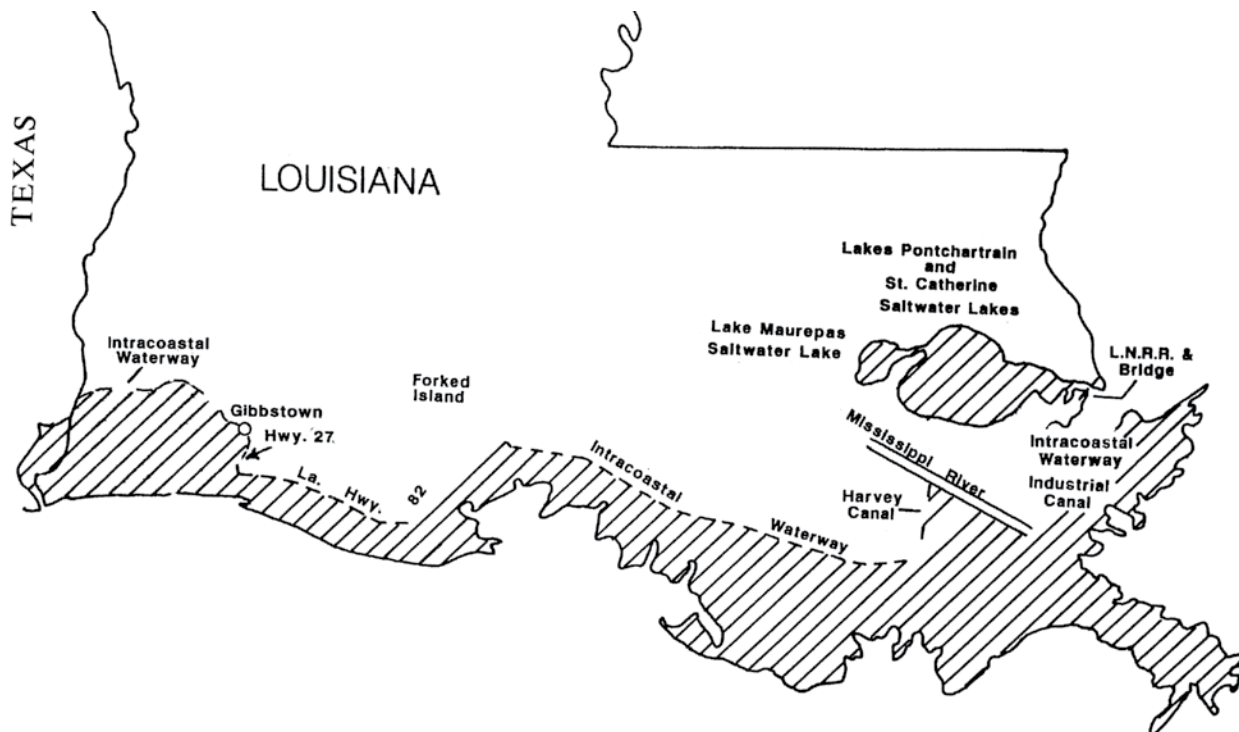 TEXAS
LOUISIANA
Lakes Pontchartrain
and
St. Catherine
Saltwater Lakes
Lake Maurepas
Saltwater Lake
L.N.R.R. &
Bridge
Intracoastal
Waterway
Forked
Island
Gibbstown
Hwy. 27
La. Hwy. 82
Intracoastal Waterway
Mississippi River
Harvey
Canal
Intracoastal
Waterway
Industrial
Canal